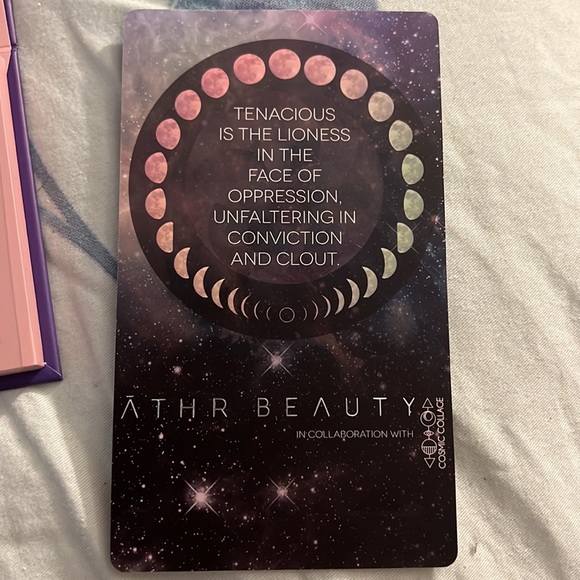 TENACIOUS
IS THE LIONESS
IN THE
FACE OF
OPPRESSION,
UNFALTERING IN
CONVICTION
AND CLOUT.
ĀTHR BEAUTY
IN COLLABORATION WITH
COSMIC COLLAGE